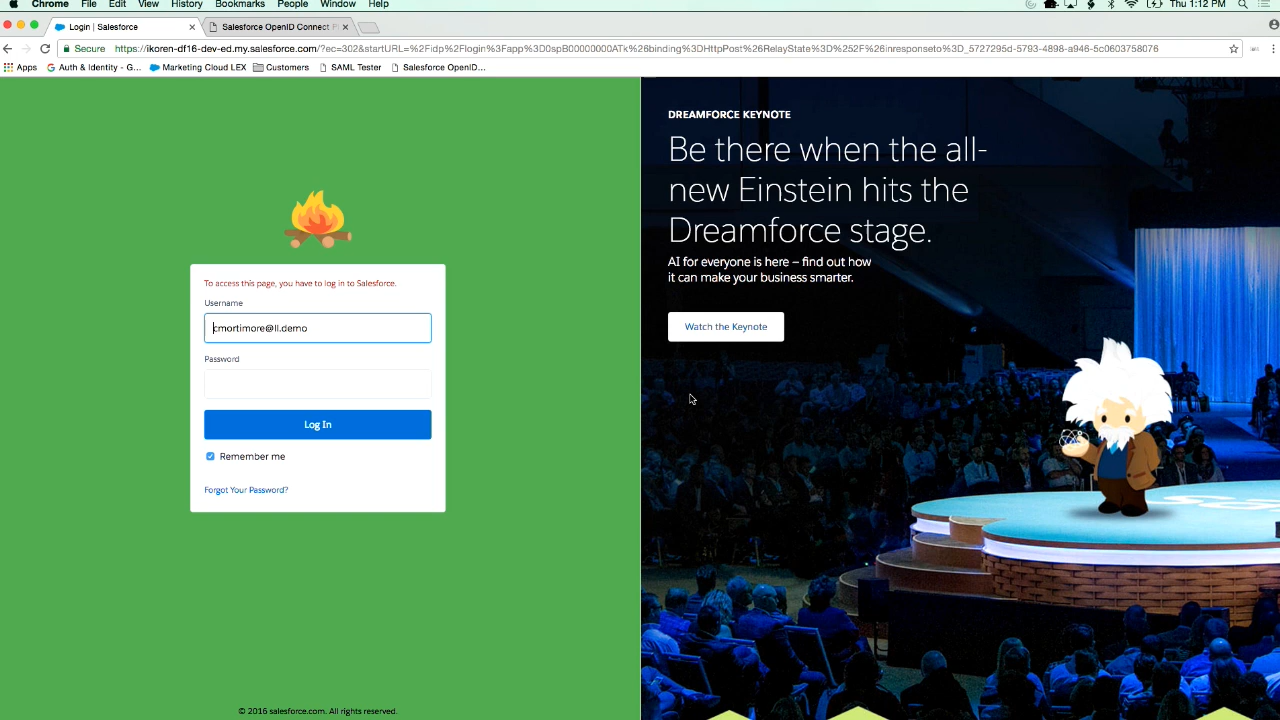 Chrome File Edit View History Bookmarks People Window Help
Thu 1:12 PM
Login | Salesforce
Salesforce OpenID Connect Pl
Secure
https://ikoren-df16-dev-ed.my.salesforce.com/?ec=302&startURL=%2Fidp%2Flogin%3Fapp%3D0spB00000000ATk%26binding%3DHttpPost%26RelayState%3D%252F%26inresponseto%3D_5727295d-5793-4898-a946-5c0603758076
Apps
Auth & Identity - G...
Marketing Cloud LEX
Customers
SAML Tester
Salesforce OpenID...
To access this page, you have to log in to Salesforce.
Username
cmortimore@ll.demo
Password
Log In
Remember me
Forgot Your Password?
© 2016 salesforce.com. All rights reserved.
DREAMFORCE KEYNOTE
Be there when the all-
new Einstein hits the
Dreamforce stage.
AI for everyone is here – find out how
it can make your business smarter.
Watch the Keynote